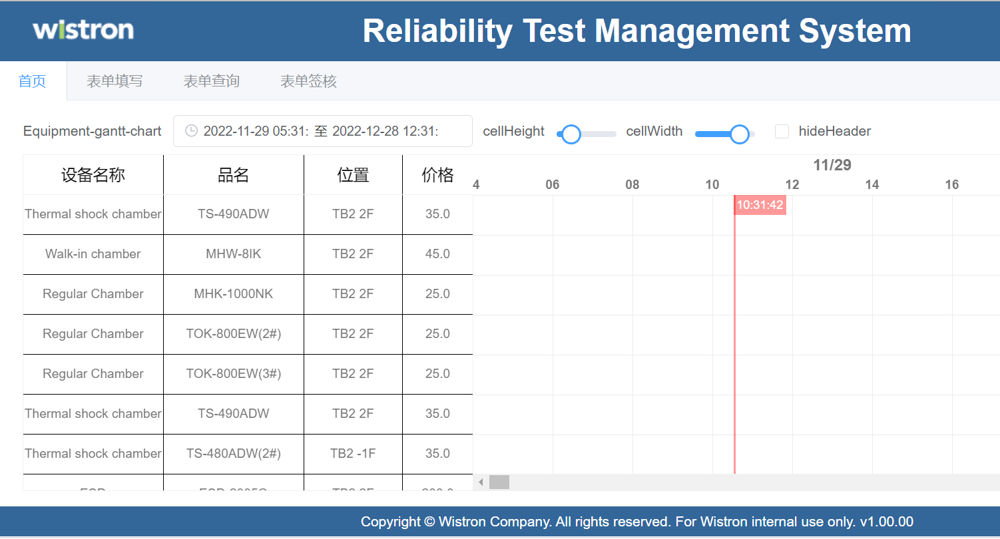 wistron
Reliability Test Management System
首页 表单填写 表单查询 表单签核
Equipment-gantt-chart 2022-11-29 05:31: 至 2022-12-28 12:31: cellHeight cellWidth hideHeader
设备名称 品名 位置 价格 11/29
4 06 08 10 12 14 16
10:31:42
Thermal shock chamber TS-490ADW TB2 2F 35.0
Walk-in chamber MHW-8IK TB2 2F 45.0
Regular Chamber MHK-1000NK TB2 2F 25.0
Regular Chamber TOK-800EW(2#) TB2 2F 25.0
Regular Chamber TOK-800EW(3#) TB2 2F 25.0
Thermal shock chamber TS-490ADW TB2 2F 35.0
Thermal shock chamber TS-480ADW(2#) TB2 -1F 35.0
Copyright © Wistron Company. All rights reserved. For Wistron internal use only. v1.00.00